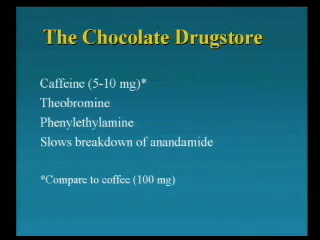 The Chocolate Drugstore
Caffeine (5-10 mg)*
Theobromine
Phenylethylamine
Slows breakdown of anandamide
*Compare to coffee (100 mg)